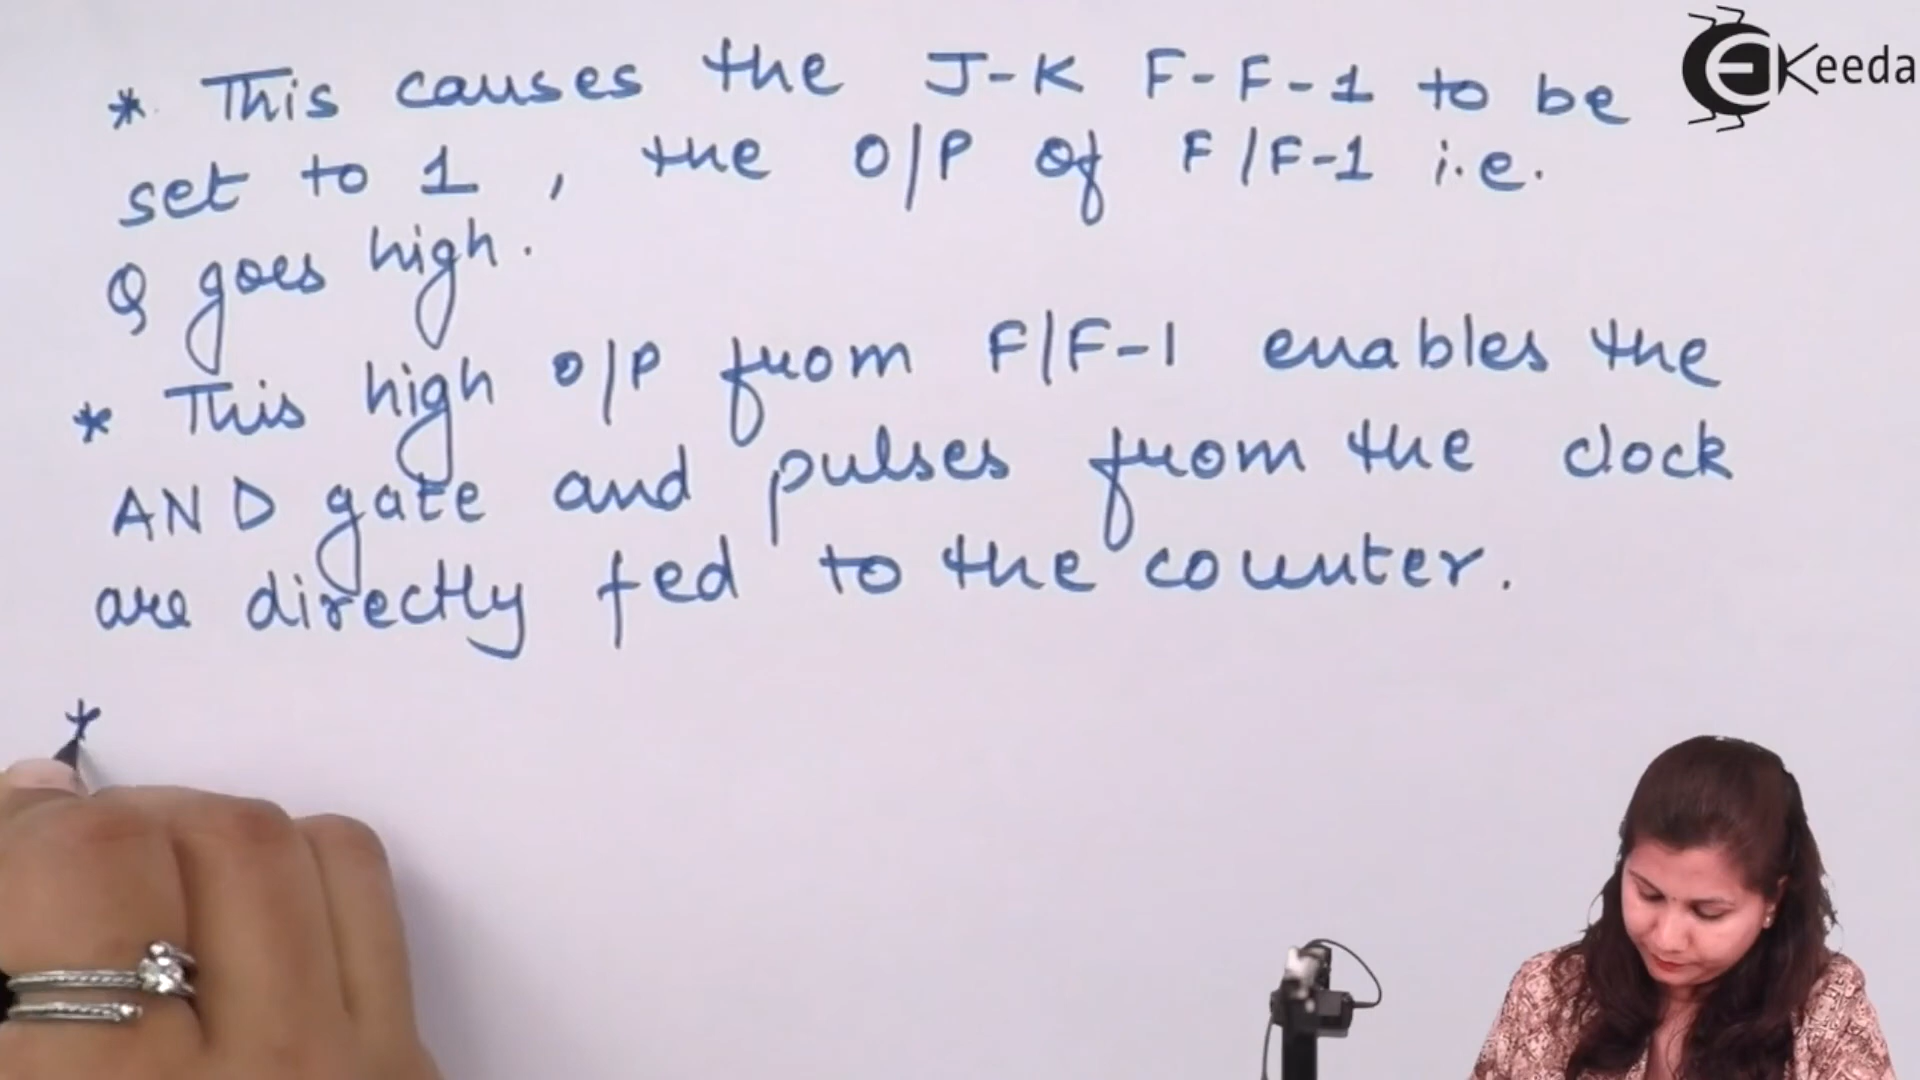 * This causes the J-K F-F-1 to be
set to 1, the O/P of F/F-1 i.e.
Q goes high.
* This high O/P from F/F-1 enables the
AND gate and pulses from the clock
are directly fed to the counter.
*
EKeeda